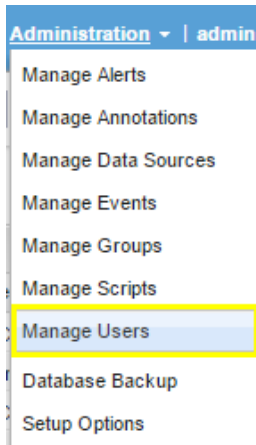 Administration ▾ | admin
Manage Alerts
Manage Annotations
Manage Data Sources
Manage Events
Manage Groups
Manage Scripts
Manage Users
Database Backup
Setup Options